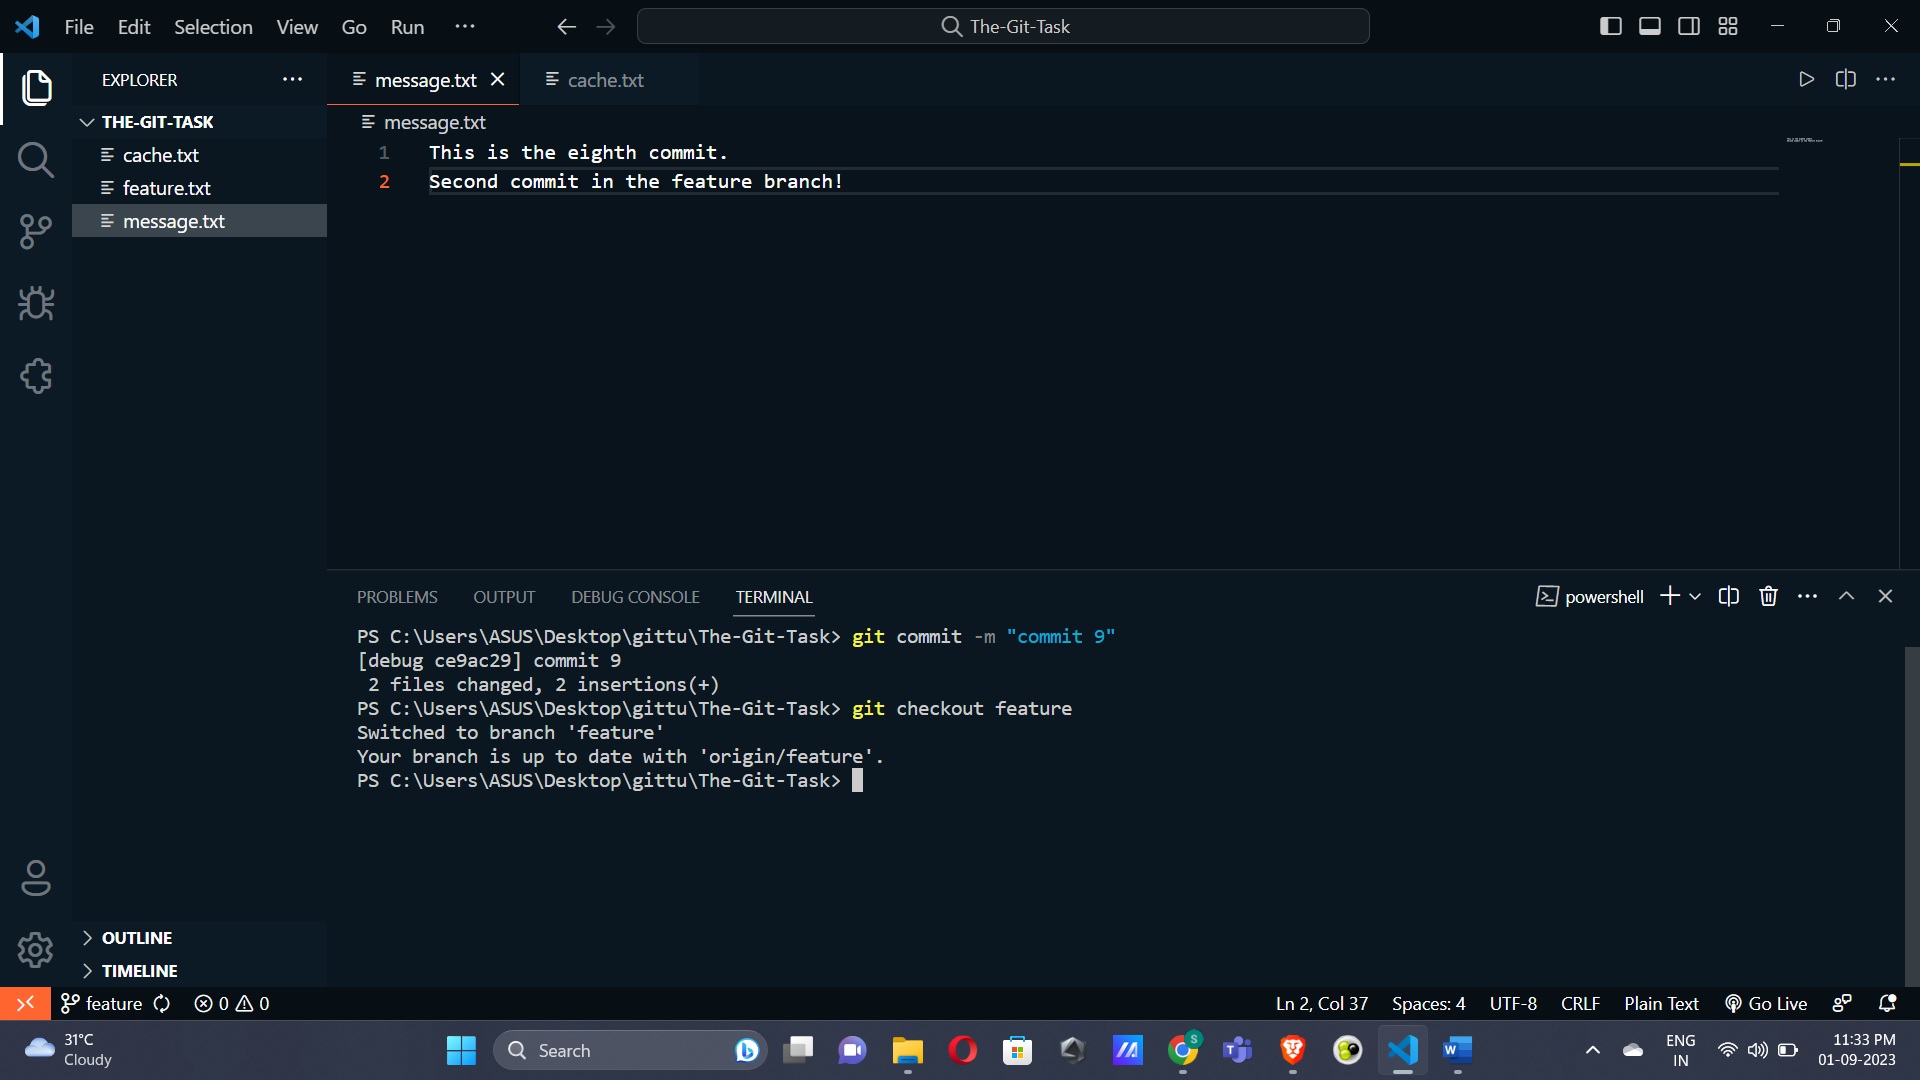 File Edit Selection View Go Run ··· The-Git-Task
EXPLORER ··· message.txt cache.txt
THE-GIT-TASK
cache.txt
feature.txt
message.txt
message.txt
1 This is the eighth commit.
2 Second commit in the feature branch!
PROBLEMS OUTPUT DEBUG CONSOLE TERMINAL powershell
PS C:\Users\ASUS\Desktop\gittu\The-Git-Task> git commit -m "commit 9"
[debug ce9ac29] commit 9
2 files changed, 2 insertions(+)
PS C:\Users\ASUS\Desktop\gittu\The-Git-Task> git checkout feature
Switched to branch 'feature'
Your branch is up to date with 'origin/feature'.
PS C:\Users\ASUS\Desktop\gittu\The-Git-Task>
OUTLINE
TIMELINE
feature 0 0 Ln 2, Col 37 Spaces: 4 UTF-8 CRLF Plain Text Go Live
31°C
Cloudy
Search
S
W
ENG
IN
11:33 PM
01-09-2023